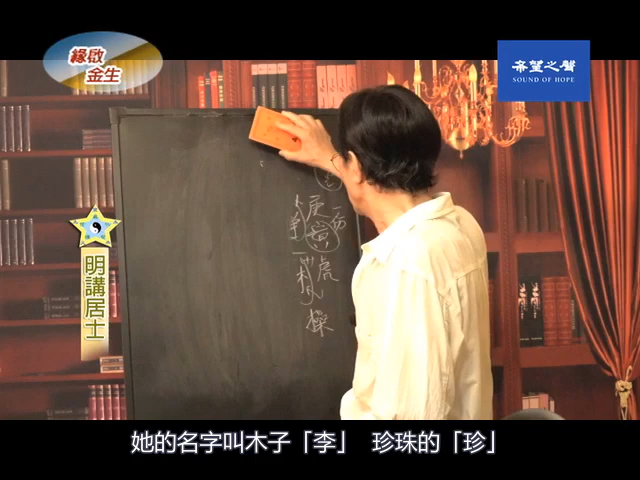 緣啟
金生
希望之聲
SOUND OF HOPE
明講居士
她的名字叫木子「李」 珍珠的「珍」